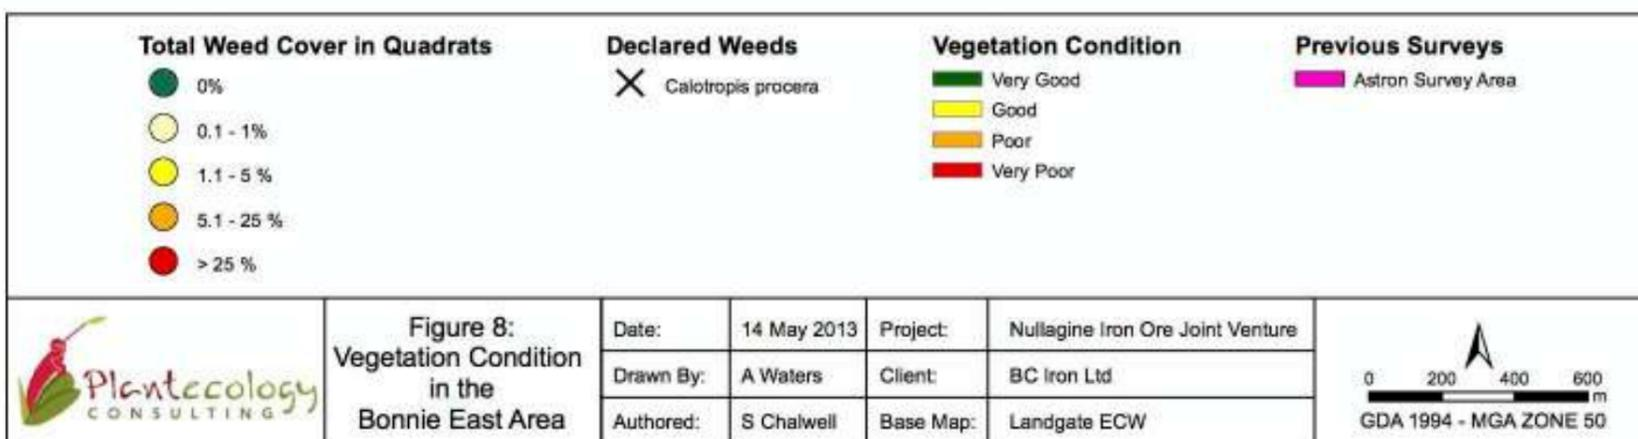 Total Weed Cover in Quadrats
0%
0.1 - 1%
1.1 - 5 %
5.1 - 25 %
> 25 %
Declared Weeds
Calotropis procera
Vegetation Condition
Very Good
Good
Poor
Very Poor
Previous Surveys
Astron Survey Area
Plantecology
CONSULTING
Figure 8:
Vegetation Condition
in the
Bonnie East Area
Date: 14 May 2013 Project: Nullagine Iron Ore Joint Venture
Drawn By: A Waters Client: BC Iron Ltd
Authored: S Chalwell Base Map: Landgate ECW
0 200 400 600
m
GDA 1994 - MGA ZONE 50